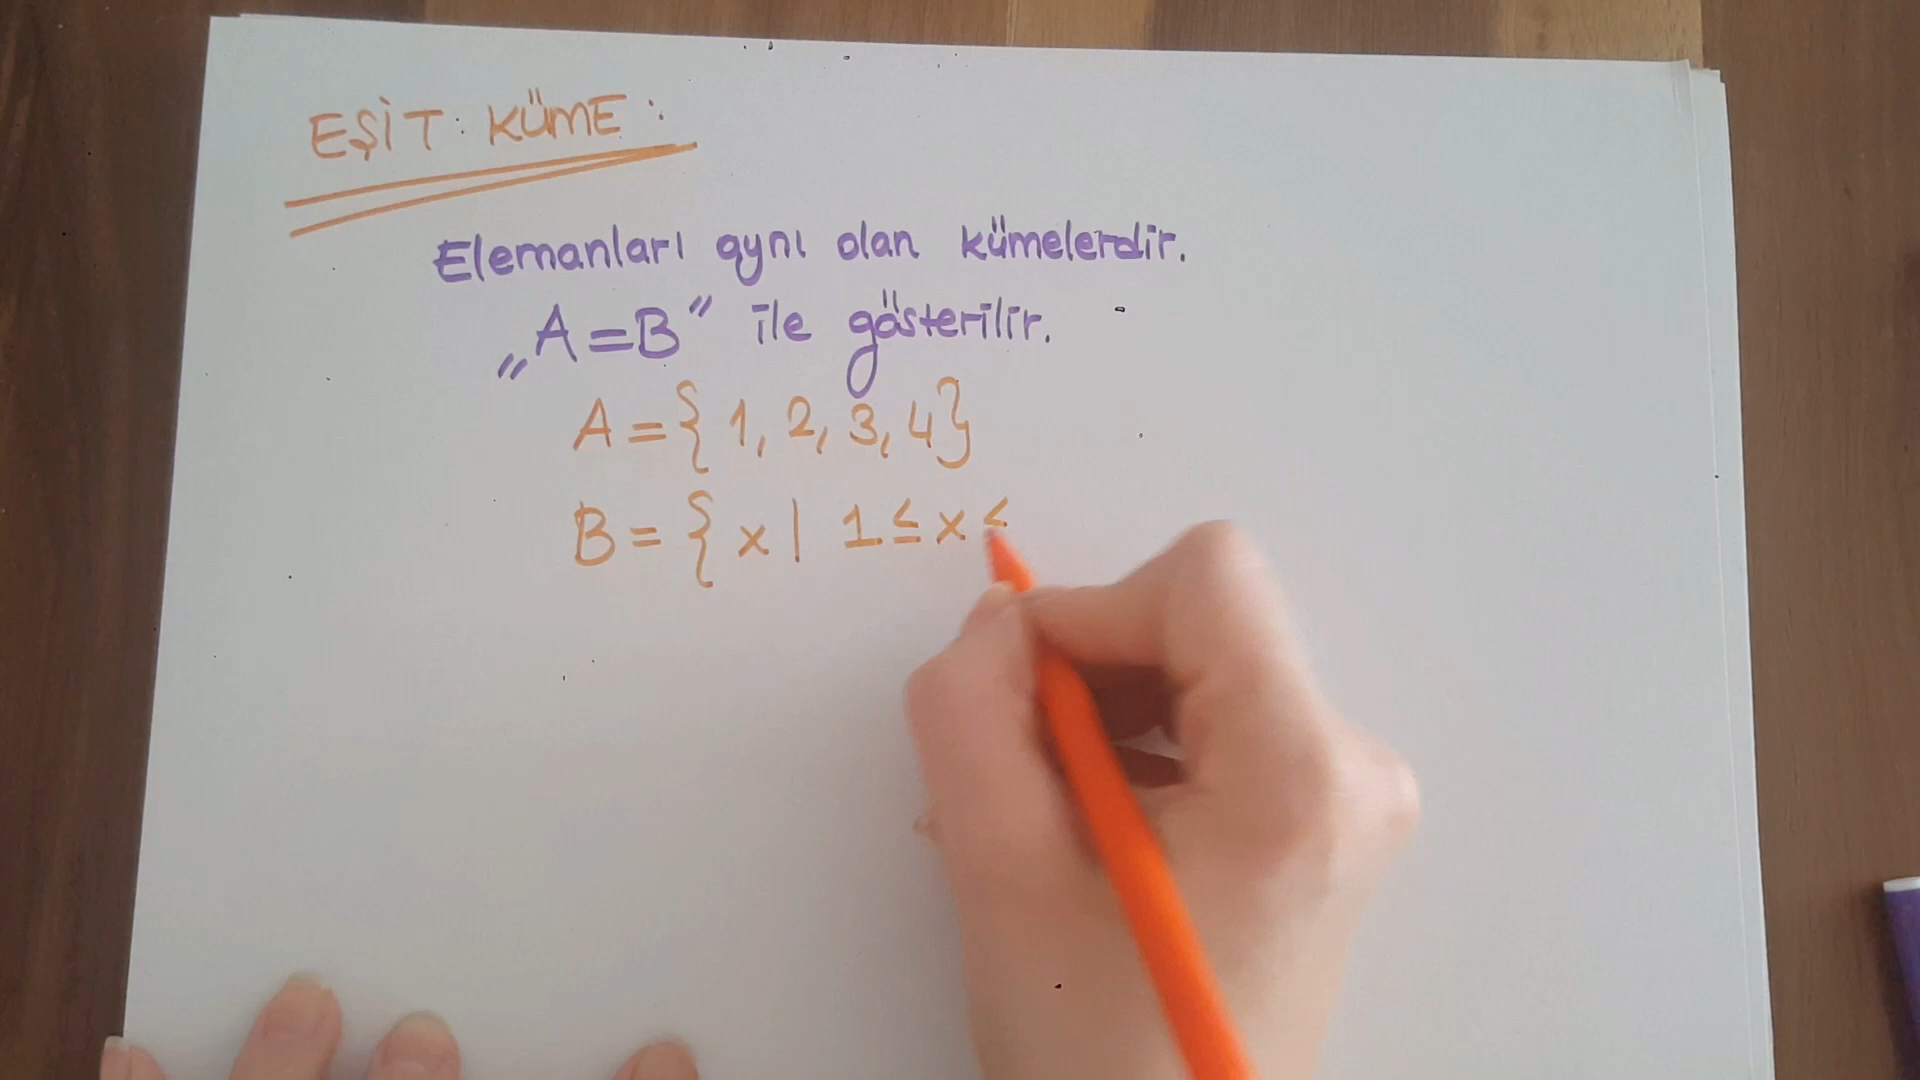 EŞİT KÜME:
Elemanları aynı olan kümelerdir.
„A=B” ile gösterilir.
A={1, 2, 3, 4}
B={x| 1≤x≤